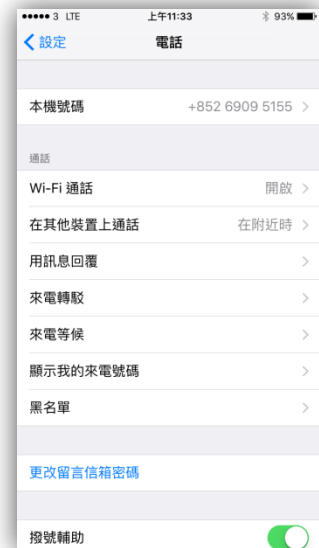 3 LTE 上午11:33 93%
設定 電話
本機號碼 +852 6909 5155
通話
Wi-Fi 通話 開啟
在其他裝置上通話 在附近時
用訊息回覆
來電轉駁
來電等候
顯示我的來電號碼
黑名單
更改留言信箱密碼
撥號輔助